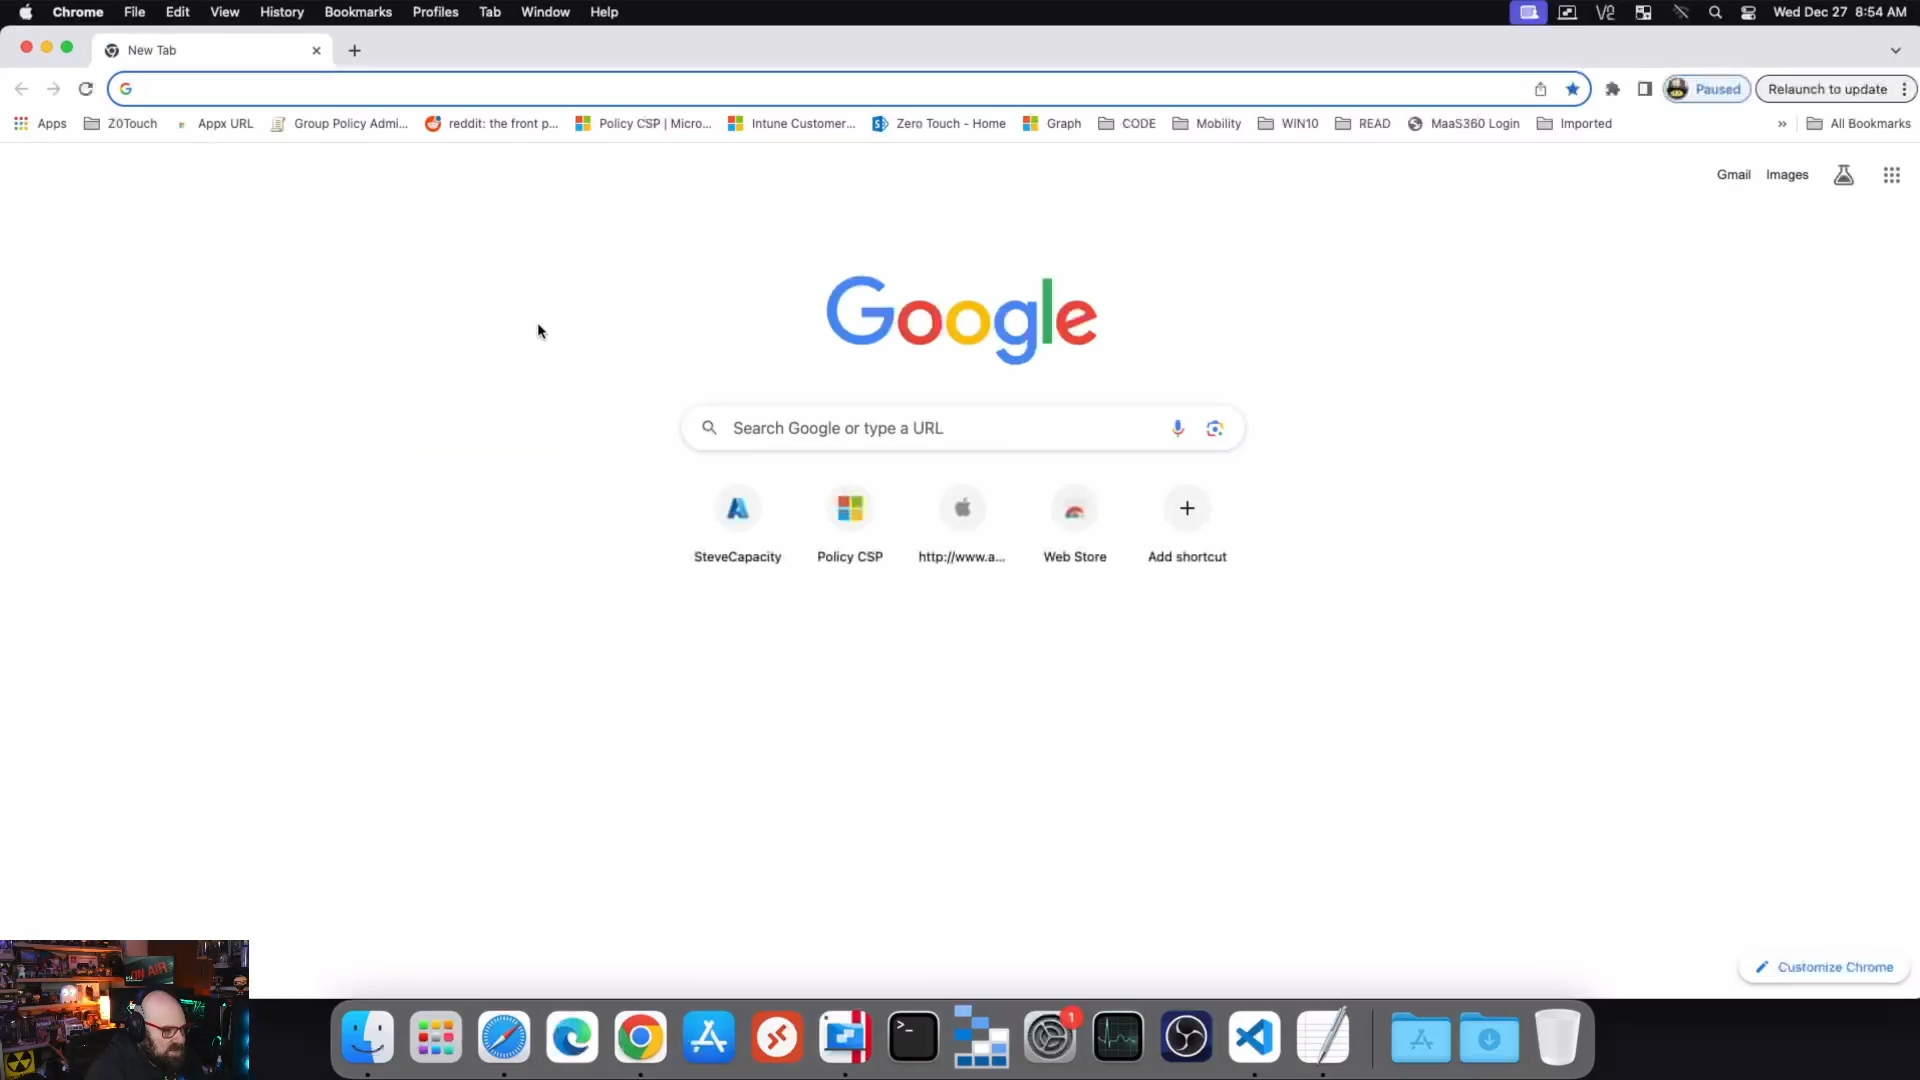 Chrome File Edit View History Bookmarks Profiles Tab Window Help
Wed Dec 27 8:54 AM
New Tab
Paused
Relaunch to update
Apps
Z0Touch
Appx URL
Group Policy Admi...
reddit: the front p...
Policy CSP | Micro...
Intune Customer...
Zero Touch - Home
Graph
CODE
Mobility
WIN10
READ
MaaS360 Login
Imported
»
All Bookmarks
Gmail Images
Google
Search Google or type a URL
SteveCapacity
Policy CSP
http://www.a...
Web Store
Add shortcut
Customize Chrome
ON AIR
1